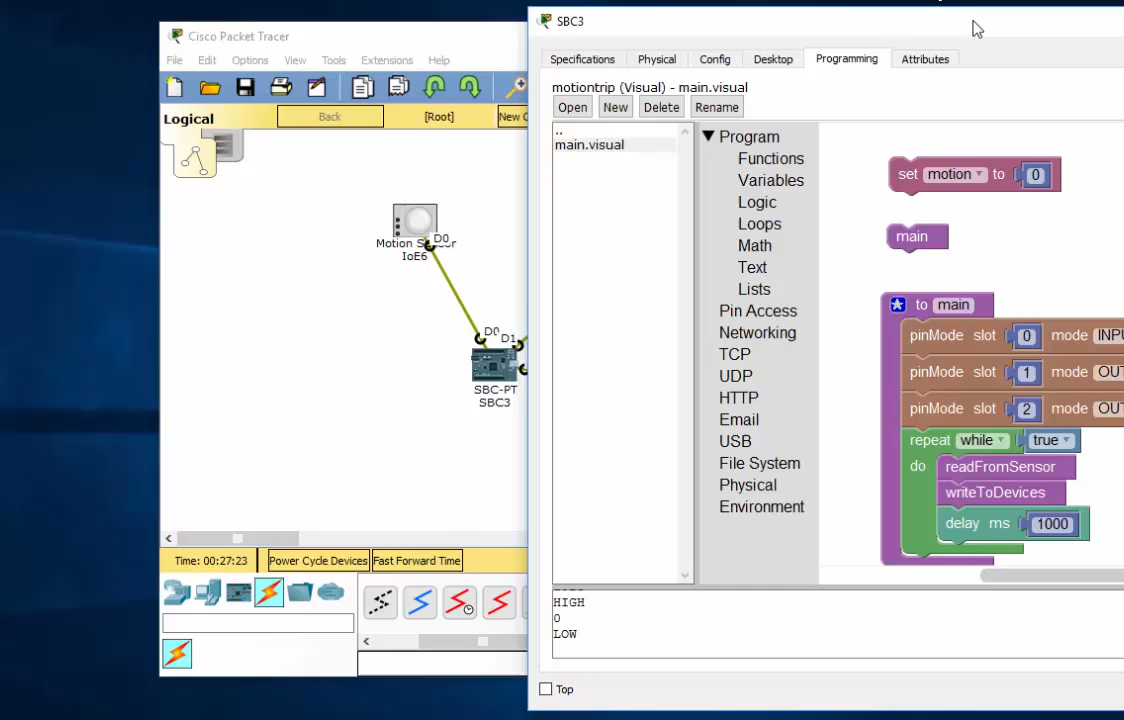 Cisco Packet Tracer
File Edit Options View Tools Extensions Help
Logical
Back
[Root]
New C
D0
Motion S
IoE6
D0
D1
SBC-PT
SBC3
Time: 00:27:23
Power Cycle Devices
Fast Forward Time
SBC3
Specifications Physical Config Desktop Programming Attributes
motiontrip (Visual) - main.visual
Open New Delete Rename
..
main.visual
Program
Functions
Variables
Logic
Loops
Math
Text
Lists
Pin Access
Networking
TCP
UDP
HTTP
Email
USB
File System
Physical
Environment
set motion to 0
main
to main
pinMode slot 0 mode INPU
pinMode slot 1 mode OUT
pinMode slot 2 mode OUT
repeat while true
do readFromSensor
writeToDevices
delay ms 1000
HIGH
0
LOW
Top